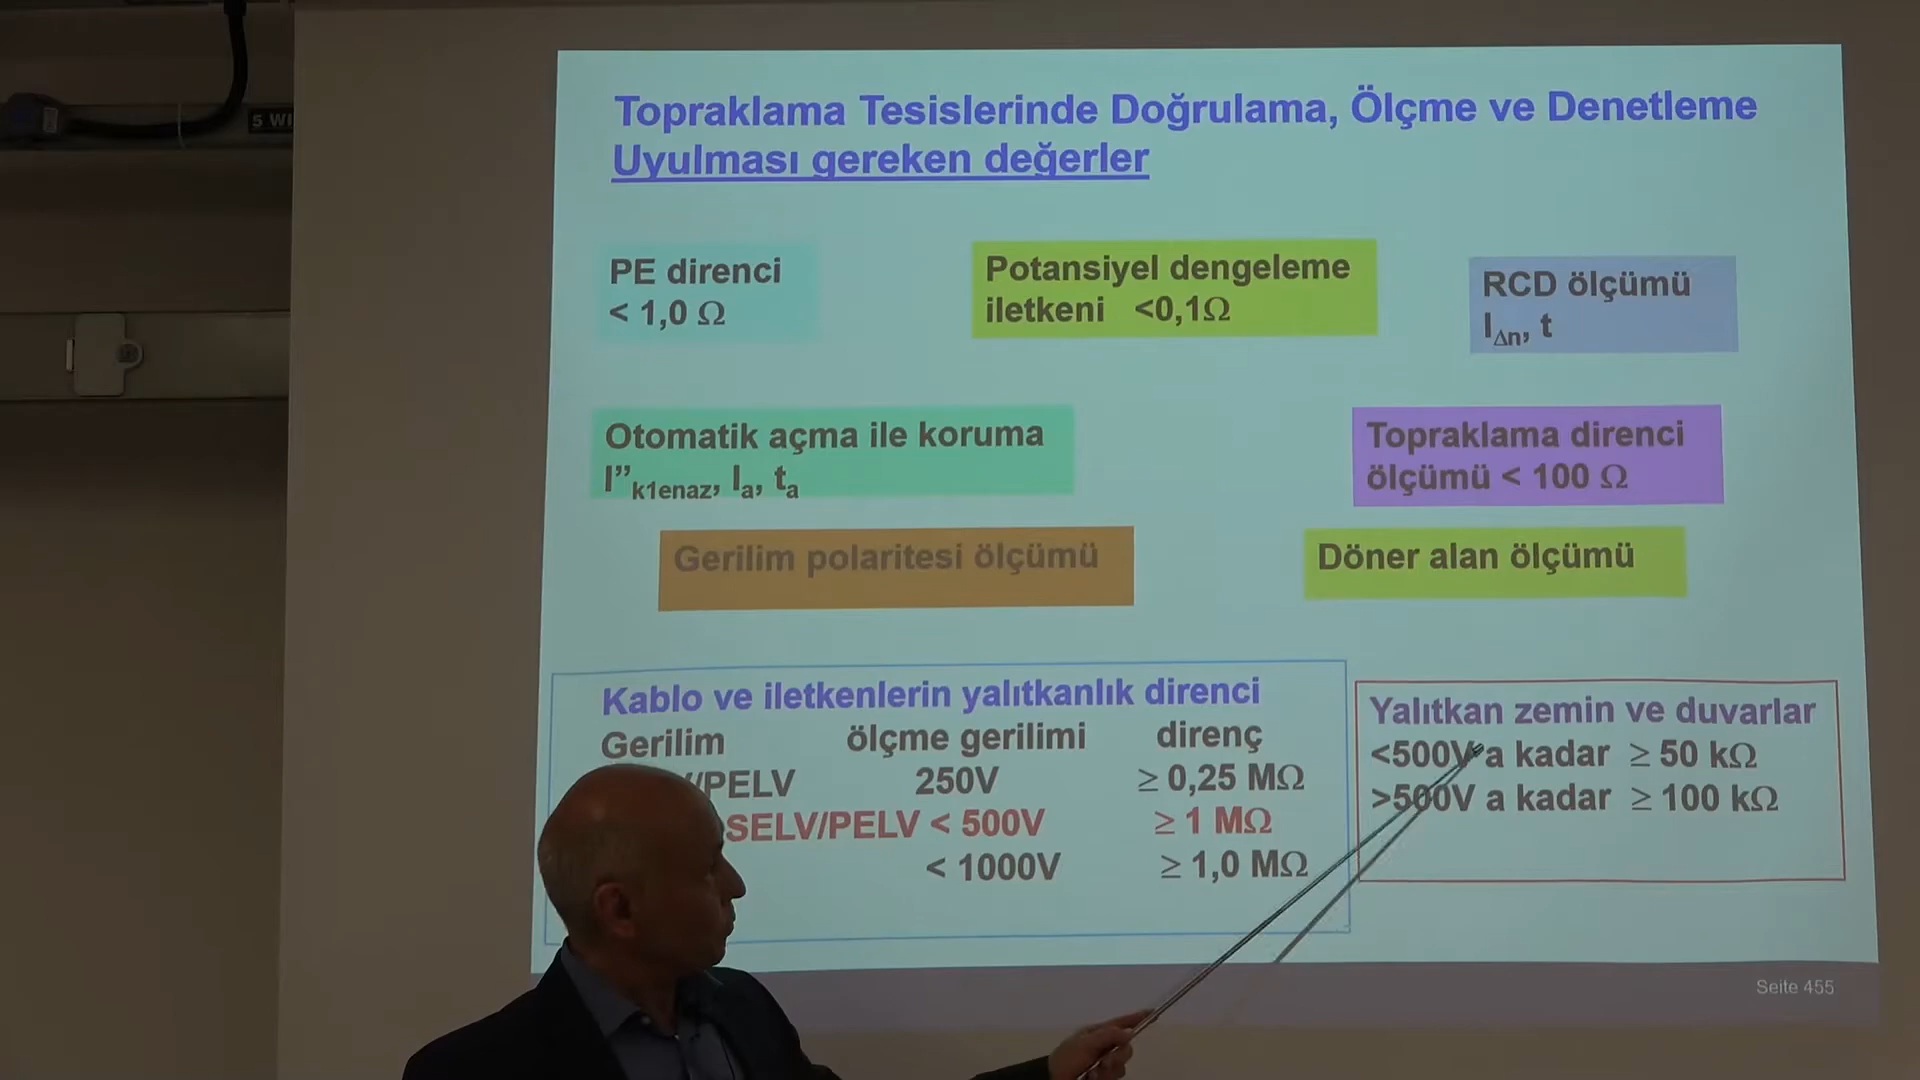 5 WI
Topraklama Tesislerinde Doğrulama, Ölçme ve Denetleme
Uyulması gereken değerler
PE direnci
< 1,0 Ω
Potansiyel dengeleme
iletkeni <0,1Ω
RCD ölçümü
I∆n, t
Otomatik açma ile koruma
I”k1enaz, Ia, ta
Topraklama direnci
ölçümü < 100 Ω
Gerilim polaritesi ölçümü
Döner alan ölçümü
Kablo ve iletkenlerin yalıtkanlık direnci
Gerilim ölçme gerilimi direnç
/PELV 250V ≥ 0,25 MΩ
SELV/PELV < 500V ≥ 1 MΩ
< 1000V ≥ 1,0 MΩ
Yalıtkan zemin ve duvarlar
<500V a kadar ≥ 50 kΩ
>500V a kadar ≥ 100 kΩ
Seite 455